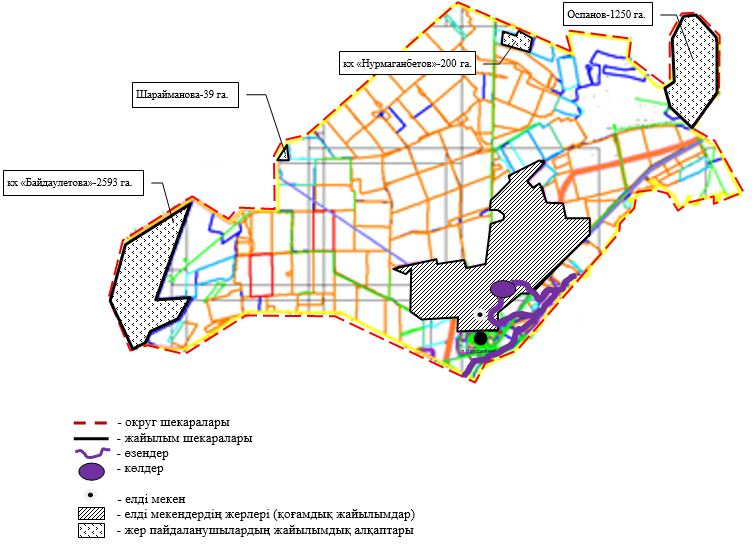 Оспанов-1250 га.
кх «Нурмаганбетов»-200 га.
Шарайманова-39 га.
кх «Байдаулетова»-2593 га.
- округ шекаралары
- жайылым шекаралары
- өзендер
- көлдер
- елді мекен
- елді мекендердің жерлері (қоғамдық жайылымдар)
- жер пайдаланушылардың жайылымдық алқаптары